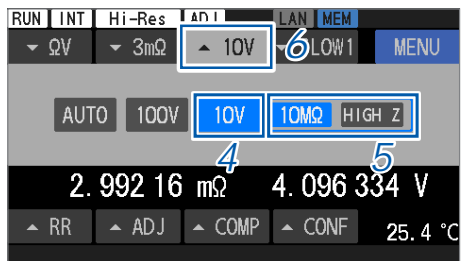 RUN INT Hi-Res ADJ LAN MEM
ΩV 3mΩ 10V 6 LOW1 MENU
AUTO 100V 10V 10MΩ HIGH Z
4 5
2.992 16 mΩ 4.096 334 V
RR ADJ COMP CONF 25.4 °C